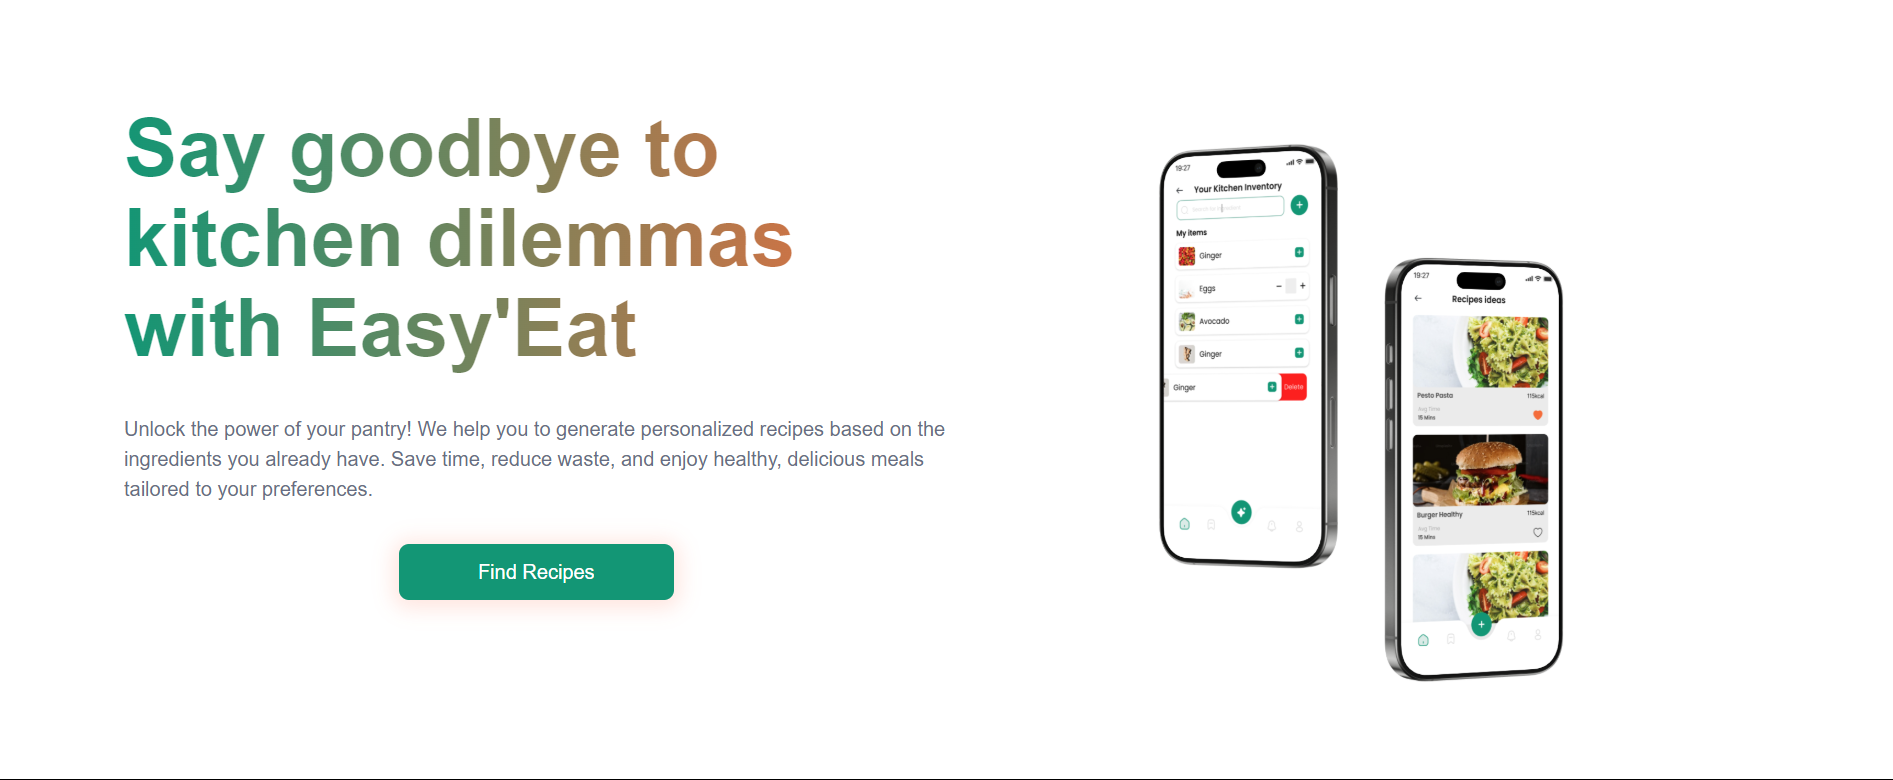 Say goodbye to
kitchen dilemmas
with Easy'Eat
Unlock the power of your pantry! We help you to generate personalized recipes based on the
ingredients you already have. Save time, reduce waste, and enjoy healthy, delicious meals
tailored to your preferences.
Find Recipes
19:27
Your Kitchen Inventory
My items
Ginger
Eggs
Avocado
Ginger
Ginger
Delete
19:27
Recipes ideas
Pesto Pasta
115kcal
Avg Time
15 Mins
Burger Healthy
115kcal
Avg Time
15 Mins